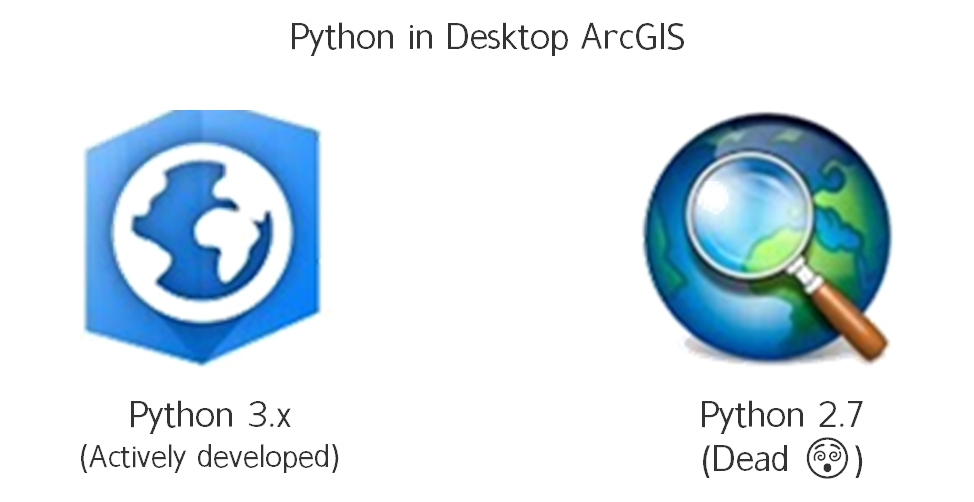 Python in Desktop ArcGIS
Python 3.x
(Actively developed)
Python 2.7
(Dead 😵)